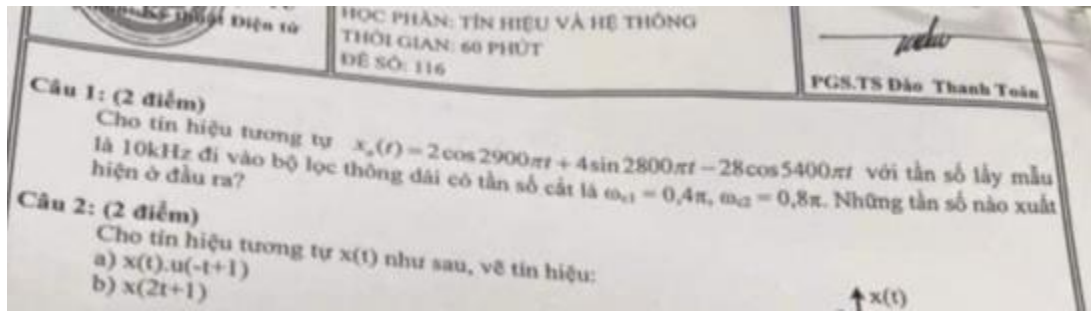 Kỹ thuật Điện tử
HỌC PHẦN: TÍN HIỆU VÀ HỆ THỐNG
THỜI GIAN: 60 PHÚT
ĐỀ SỐ: 116
PGS.TS Đào Thanh Toản
Câu 1: (2 điểm)
Cho tín hiệu tương tự xₐ(t) = 2cos2900πt + 4sin2800πt − 28cos5400πt với tần số lấy mẫu
là 10kHz đi vào bộ lọc thông dải có tần số cắt là ω_c1 = 0,4π, ω_c2 = 0,8π. Những tần số nào xuất
hiện ở đầu ra?
Câu 2: (2 điểm)
Cho tín hiệu tương tự x(t) như sau, vẽ tín hiệu:
a) x(t).u(-t+1)
b) x(2t+1)
x(t)